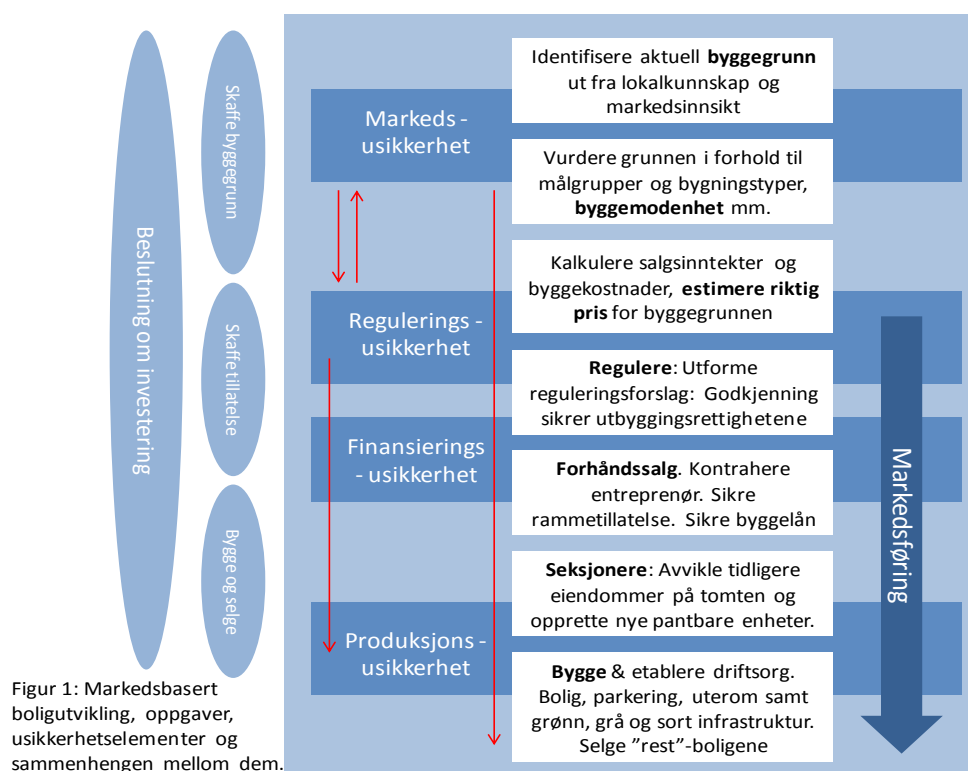 Beslutning om investering
Skaffe byggegrunn
Skaffe tillatelse
Bygge og selge
Markeds -
usikkerhet
Regulerings -
usikkerhet
Finansierings
- usikkerhet
Produksjons -
usikkerhet
Identifisere aktuell byggegrunn
ut fra lokalkunnskap og
markedsinnsikt
Vurdere grunnen i forhold til
målgrupper og bygningstyper,
byggemodenhet mm.
Kalkulere salgsinntekter og
byggekostnader, estimere riktig
pris for byggegrunnen
Regulere: Utforme
reguleringsforslag: Godkjenning
sikrer utbyggingsrettighetene
Forhåndssalg. Kontrahere
entreprenør. Sikre
rammetillatelse. Sikre byggelån
Seksjonere: Avvikle tidligere
eiendommer på tomten og
opprette nye pantbare enheter.
Bygge & etablere driftsorg.
Bolig, parkering, uterom samt
grønn, grå og sort infrastruktur.
Selge ”rest”-boligene
Markedsføring
Figur 1: Markedsbasert
boligutvikling, oppgaver,
usikkerhetselementer og
sammenhengen mellom dem.